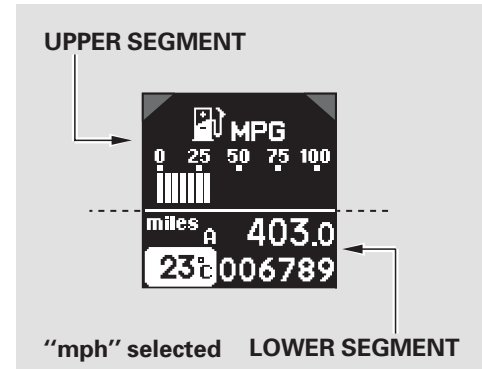 UPPER SEGMENT
MPG
0 25 50 75 100
miles A 403.0
23°C 006789
"mph" selected LOWER SEGMENT